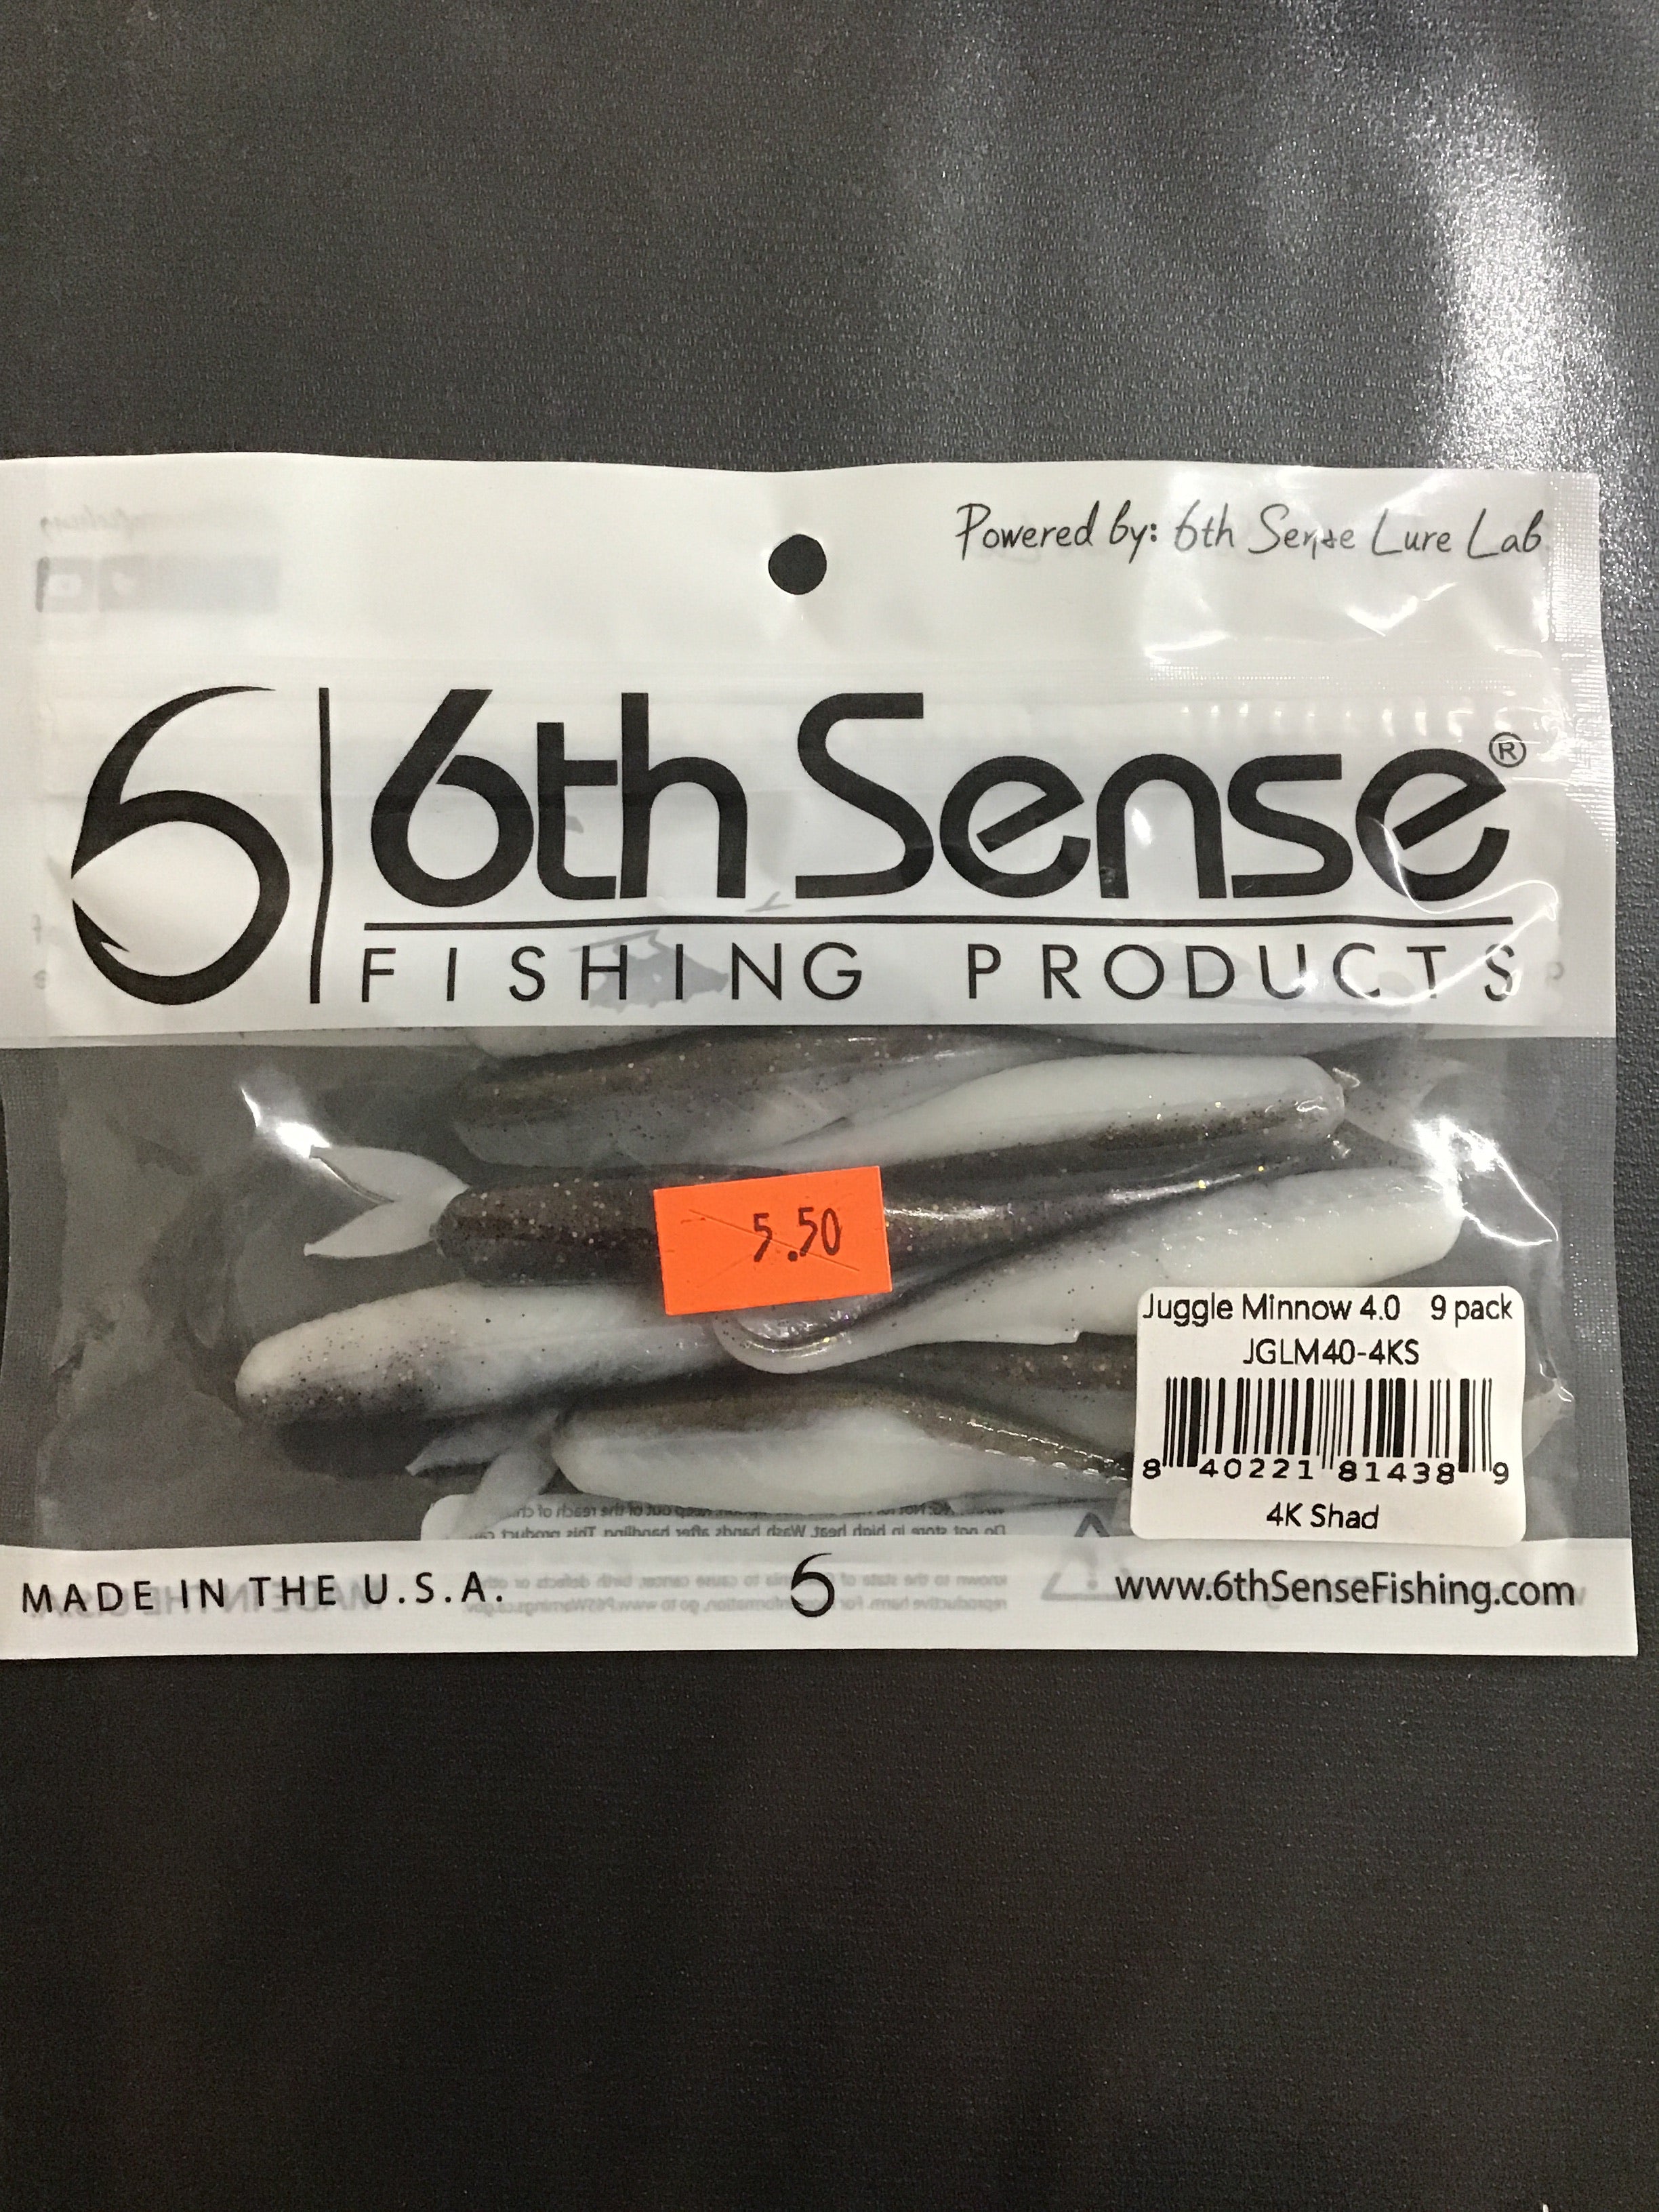 Powered by: 6th Sense Lure Lab
6th Sense®
FISHING PRODUCTS
5.50
Juggle Minnow 4.0 9 pack
JGLM40-4KS
8 40221 81438 9
4K Shad
MADE IN THE U.S.A.
6
www.6thSenseFishing.com